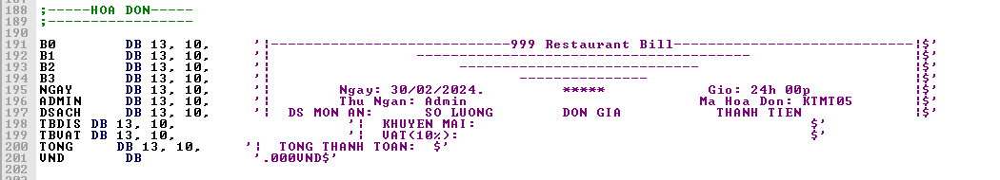 188 ;-----HOA DON-----
189 ;-----------------
190
191 B0 DB 13, 10, '|----------------------------999 Restaurant Bill----------------------------|$'
192 B1 DB 13, 10, '| --------------------------------------- |$'
193 B2 DB 13, 10, '| ---------------------------- |$'
194 B3 DB 13, 10, '| --------------- |$'
195 NGAY DB 13, 10, '| Ngay: 30/02/2024. ***** Gio: 24h 00p |$'
196 ADMIN DB 13, 10, '| Thu Ngan: Admin Ma Hoa Don: KTMT05 |$'
197 DSACH DB 13, 10, '| DS MON AN: SO LUONG DON GIA THANH TIEN |$'
198 TBDIS DB 13, 10, '| KHUYEN MAI: $'
199 TBVAT DB 13, 10, '| VAT(10%): $'
200 TONG DB 13, 10, '| TONG THANH TOAN: $'
201 VND DB '.000VND$'
202